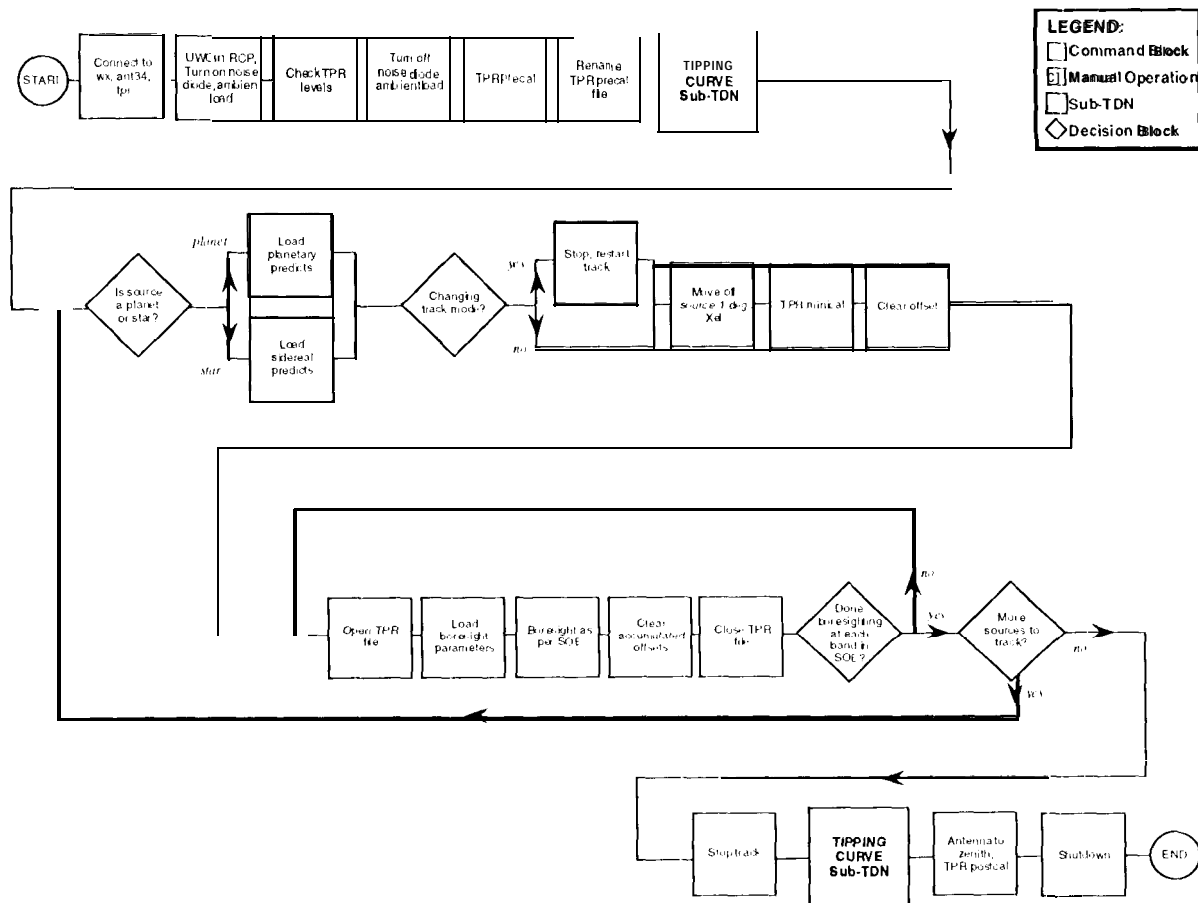 LEGEND:
Command Block
Manual Operation
Sub-TDN
Decision Block
START
Connect to
wx, ant34,
tpr
UWC in RCP,
Turn on noise
diode, ambien
load
Check TPR
levels
Turn off
noise diode
ambient load
TPR Precal
Rename
TPR precal
file
TIPPING
CURVE
Sub-TDN
Is source
a planet
or star?
planet
star
Load
planetary
predicts
Load
sidereal
predicts
Changing
track mode?
yes
no
Stop, restart
track
Move off
source 1 deg
Xel
TPR minical
Clear offset
Open TPR
file
Load
boresight
parameters
Boresight as
per SOE
Clear
accumulated
offsets
Close TPR
file
Done
boresighting
at each
band in
SOE?
no
yes
More
sources to
track?
no
yes
Stop track
TIPPING
CURVE
Sub-TDN
Antenna to
zenith,
TPR postcal
Shutdown
END